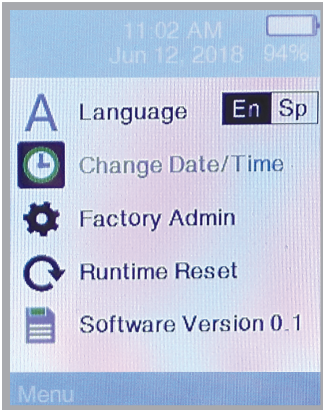 11:02 AM
Jun 12, 2018 94%
A Language En Sp
Change Date/Time
Factory Admin
Runtime Reset
Software Version 0.1
Menu